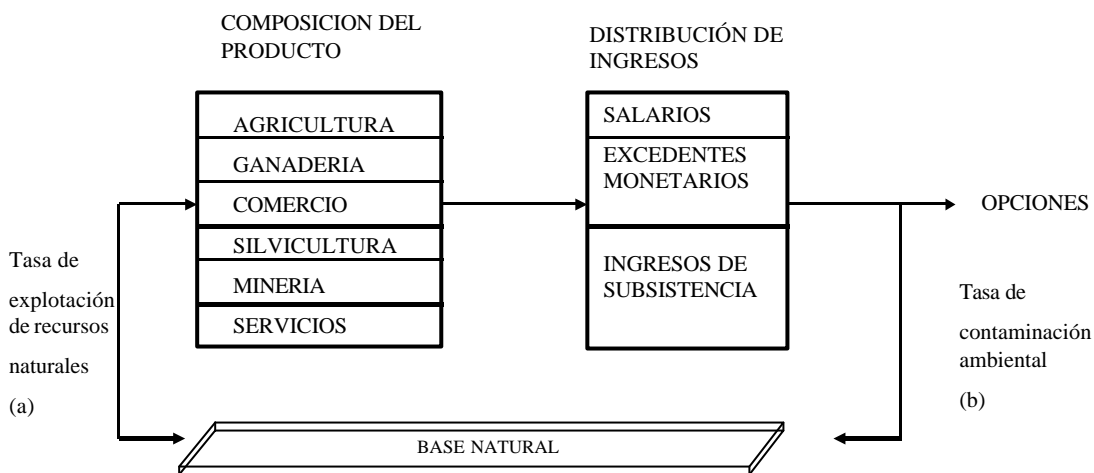 COMPOSICION DEL
PRODUCTO
DISTRIBUCIÓN DE
INGRESOS
AGRICULTURA
GANADERIA
COMERCIO
SILVICULTURA
MINERIA
SERVICIOS
SALARIOS
EXCEDENTES
MONETARIOS
INGRESOS DE
SUBSISTENCIA
OPCIONES
Tasa de
explotación
de recursos
naturales
(a)
Tasa de
contaminación
ambiental
(b)
BASE NATURAL